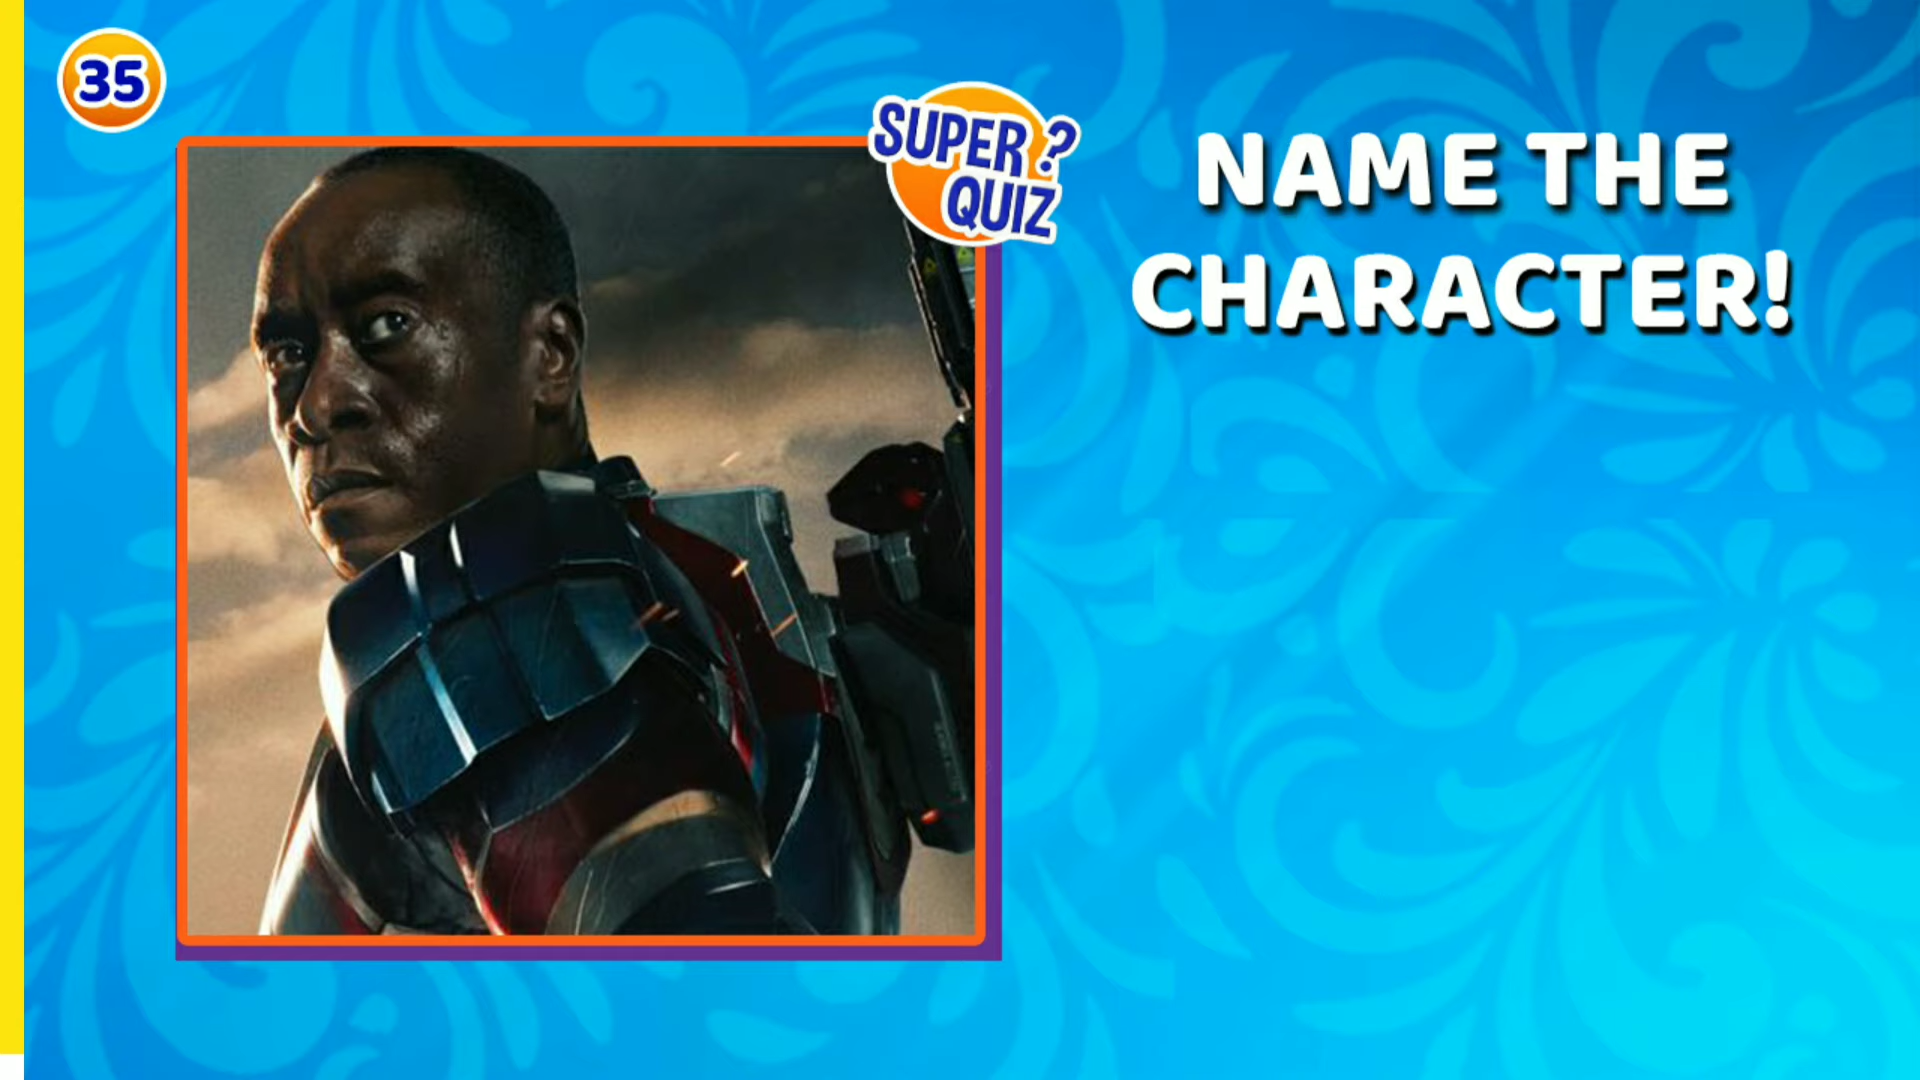 35
SUPER ?
QUIZ
NAME THE
CHARACTER!